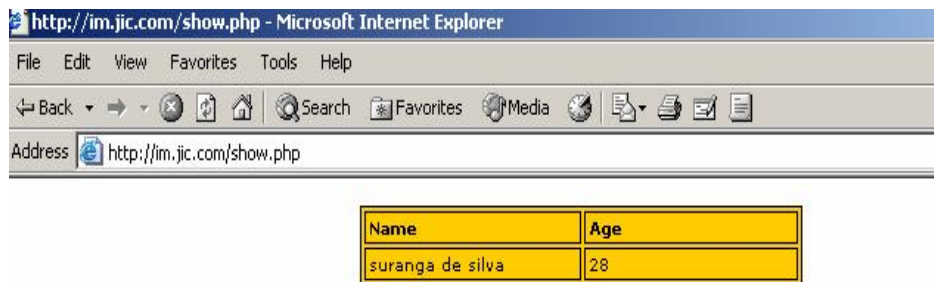 http://im.jic.com/show.php - Microsoft Internet Explorer
File Edit View Favorites Tools Help
Back Search Favorites Media
Address http://im.jic.com/show.php
Name Age
suranga de silva 28